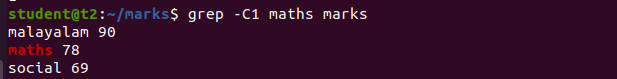 student@t2:~/marks$ grep -C1 maths marks
malayalam 90
maths 78
social 69